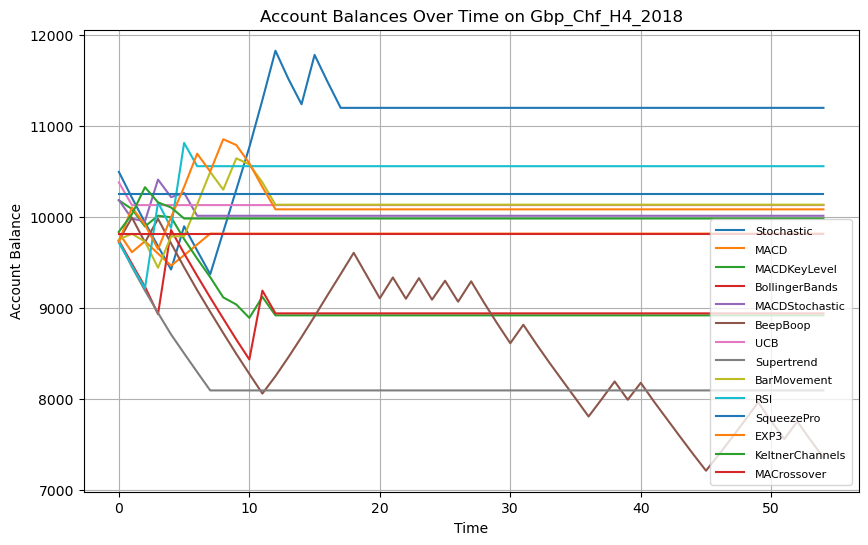 Account Balances Over Time on Gbp_Chf_H4_2018
Account Balance
12000
11000
10000
9000
8000
7000
Stochastic
MACD
MACDKeyLevel
BollingerBands
MACDStochastic
BeepBoop
UCB
Supertrend
BarMovement
RSI
SqueezePro
EXP3
KeltnerChannels
MACrossover
0 10 20 30 40 50
Time